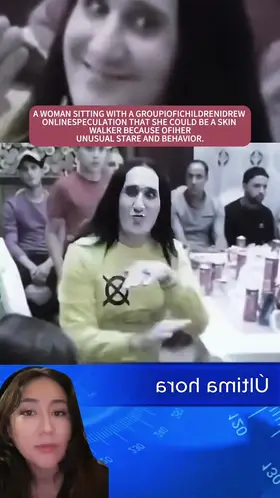 A WOMAN SITTING WITH A GROUPIOFICHILDRENIDREW
ONLINESPECULATION THAT SHE COULD BE A SKIN
WALKER BECAUSE OFIHER
UNUSUAL STARE AND BEHAVIOR.
Última hora